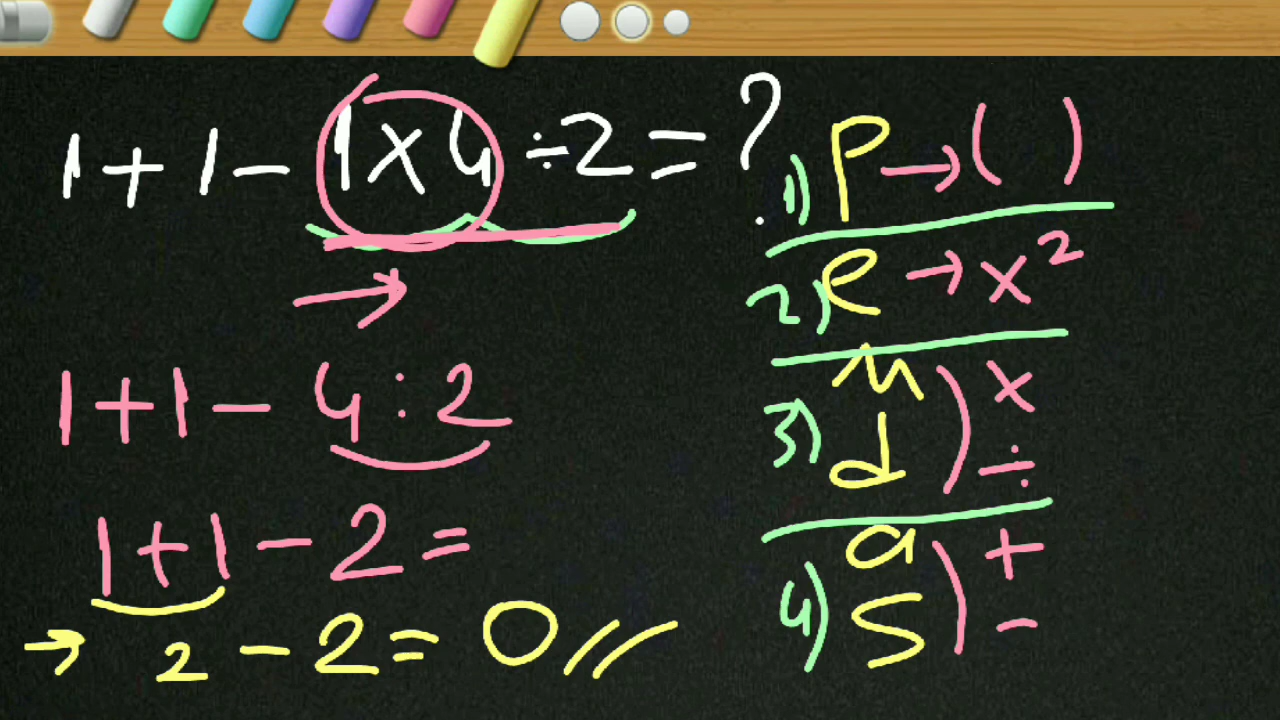 1 + 1 - 1 x 4 ÷ 2 = ?
1 + 1 - 4 : 2
1 + 1 - 2 =
→ 2 - 2 = 0 //
1) P → ( )
2) e → x²
3) m ) x
d ÷
4) a ) +
S -